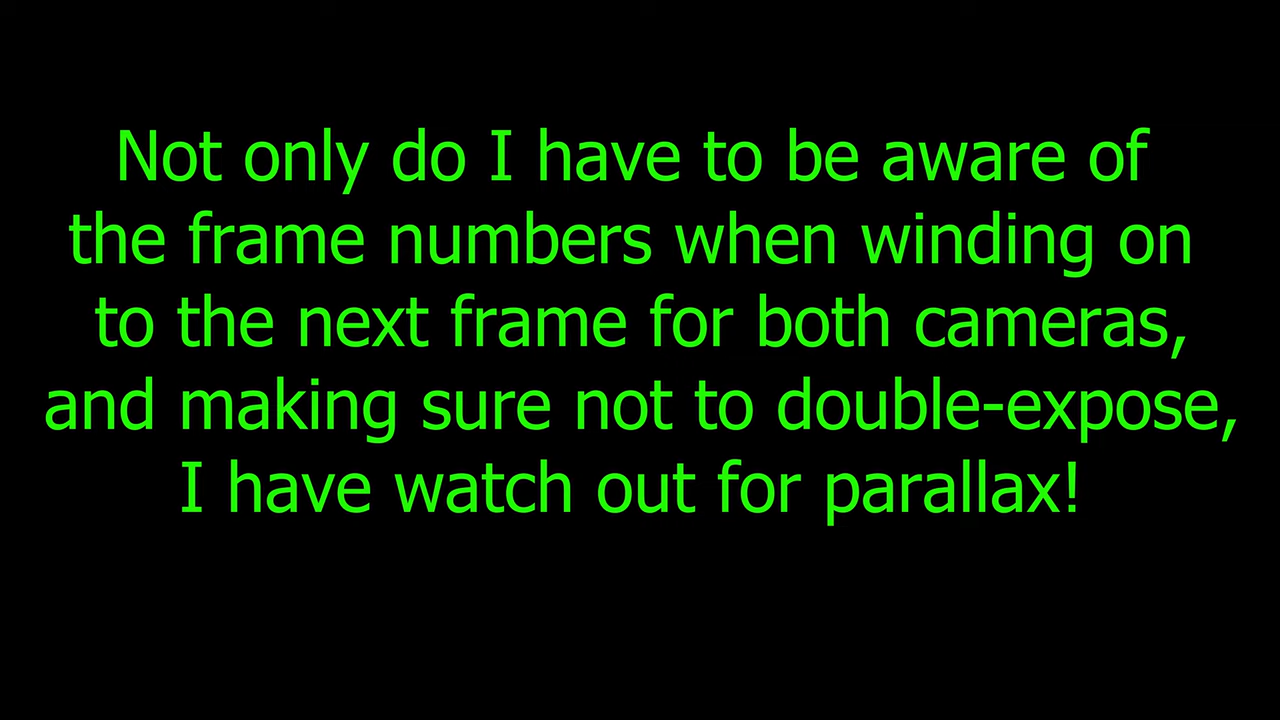 Not only do I have to be aware of
the frame numbers when winding on
to the next frame for both cameras,
and making sure not to double-expose,
I have watch out for parallax!